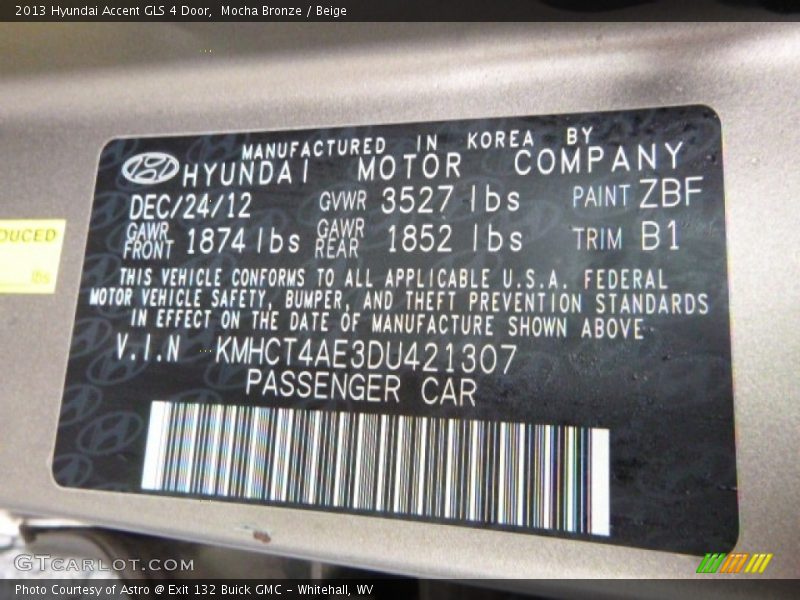 2013 Hyundai Accent GLS 4 Door, Mocha Bronze / Beige
MANUFACTURED IN KOREA BY
HYUNDAI MOTOR COMPANY
DEC/24/12 GVWR 3527 lbs PAINT ZBF
GAWR FRONT 1874 lbs GAWR REAR 1852 lbs TRIM B1
THIS VEHICLE CONFORMS TO ALL APPLICABLE U.S.A. FEDERAL
MOTOR VEHICLE SAFETY, BUMPER, AND THEFT PREVENTION STANDARDS
IN EFFECT ON THE DATE OF MANUFACTURE SHOWN ABOVE
V.I.N KMHCT4AE3DU421307
PASSENGER CAR
DUCED
lbs
GTCARLOT.COM
Photo Courtesy of Astro @ Exit 132 Buick GMC - Whitehall, WV